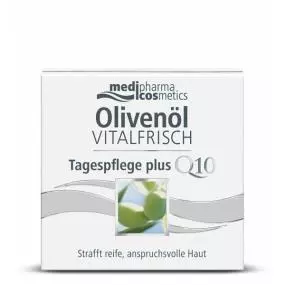 medipharma
cosmetics
Olivenöl
VITALFRISCH
Tagespflege plus Q10
Strafft reife, anspruchsvolle Haut